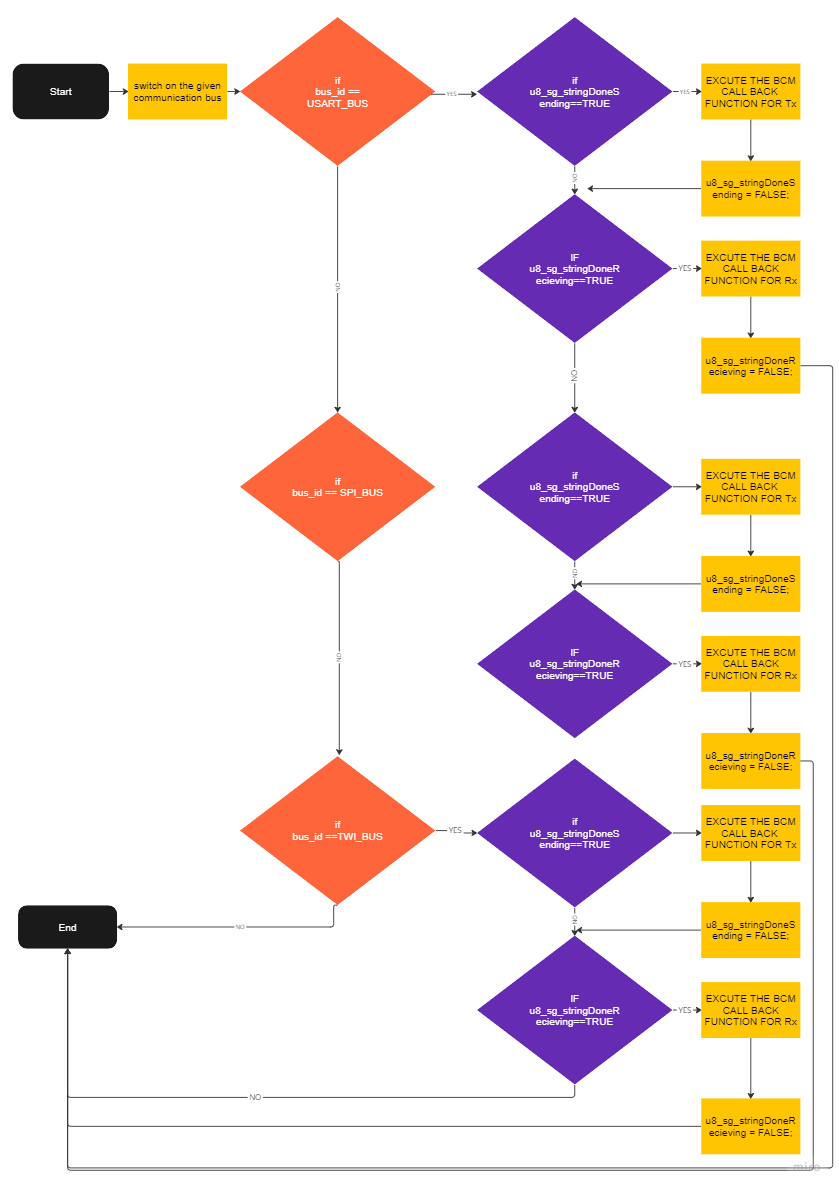 Start
switch on the given
communication bus
if
bus_id ==
USART_BUS
YES
if
u8_sg_stringDoneS
ending==TRUE
YES
EXCUTE THE BCM
CALL BACK
FUNCTION FOR Tx
NO
u8_sg_stringDoneS
ending = FALSE;
NO
IF
u8_sg_stringDoneR
ecieving==TRUE
YES
EXCUTE THE BCM
CALL BACK
FUNCTION FOR Rx
u8_sg_stringDoneR
ecieving = FALSE;
NO
if
bus_id == SPI_BUS
if
u8_sg_stringDoneS
ending==TRUE
EXCUTE THE BCM
CALL BACK
FUNCTION FOR Tx
NO
u8_sg_stringDoneS
ending = FALSE;
NO
IF
u8_sg_stringDoneR
ecieving==TRUE
YES
EXCUTE THE BCM
CALL BACK
FUNCTION FOR Rx
u8_sg_stringDoneR
ecieving = FALSE;
if
bus_id ==TWI_BUS
YES
if
u8_sg_stringDoneS
ending==TRUE
EXCUTE THE BCM
CALL BACK
FUNCTION FOR Tx
End
NO
NO
u8_sg_stringDoneS
ending = FALSE;
IF
u8_sg_stringDoneR
ecieving==TRUE
YES
EXCUTE THE BCM
CALL BACK
FUNCTION FOR Rx
NO
u8_sg_stringDoneR
ecieving = FALSE;
miro